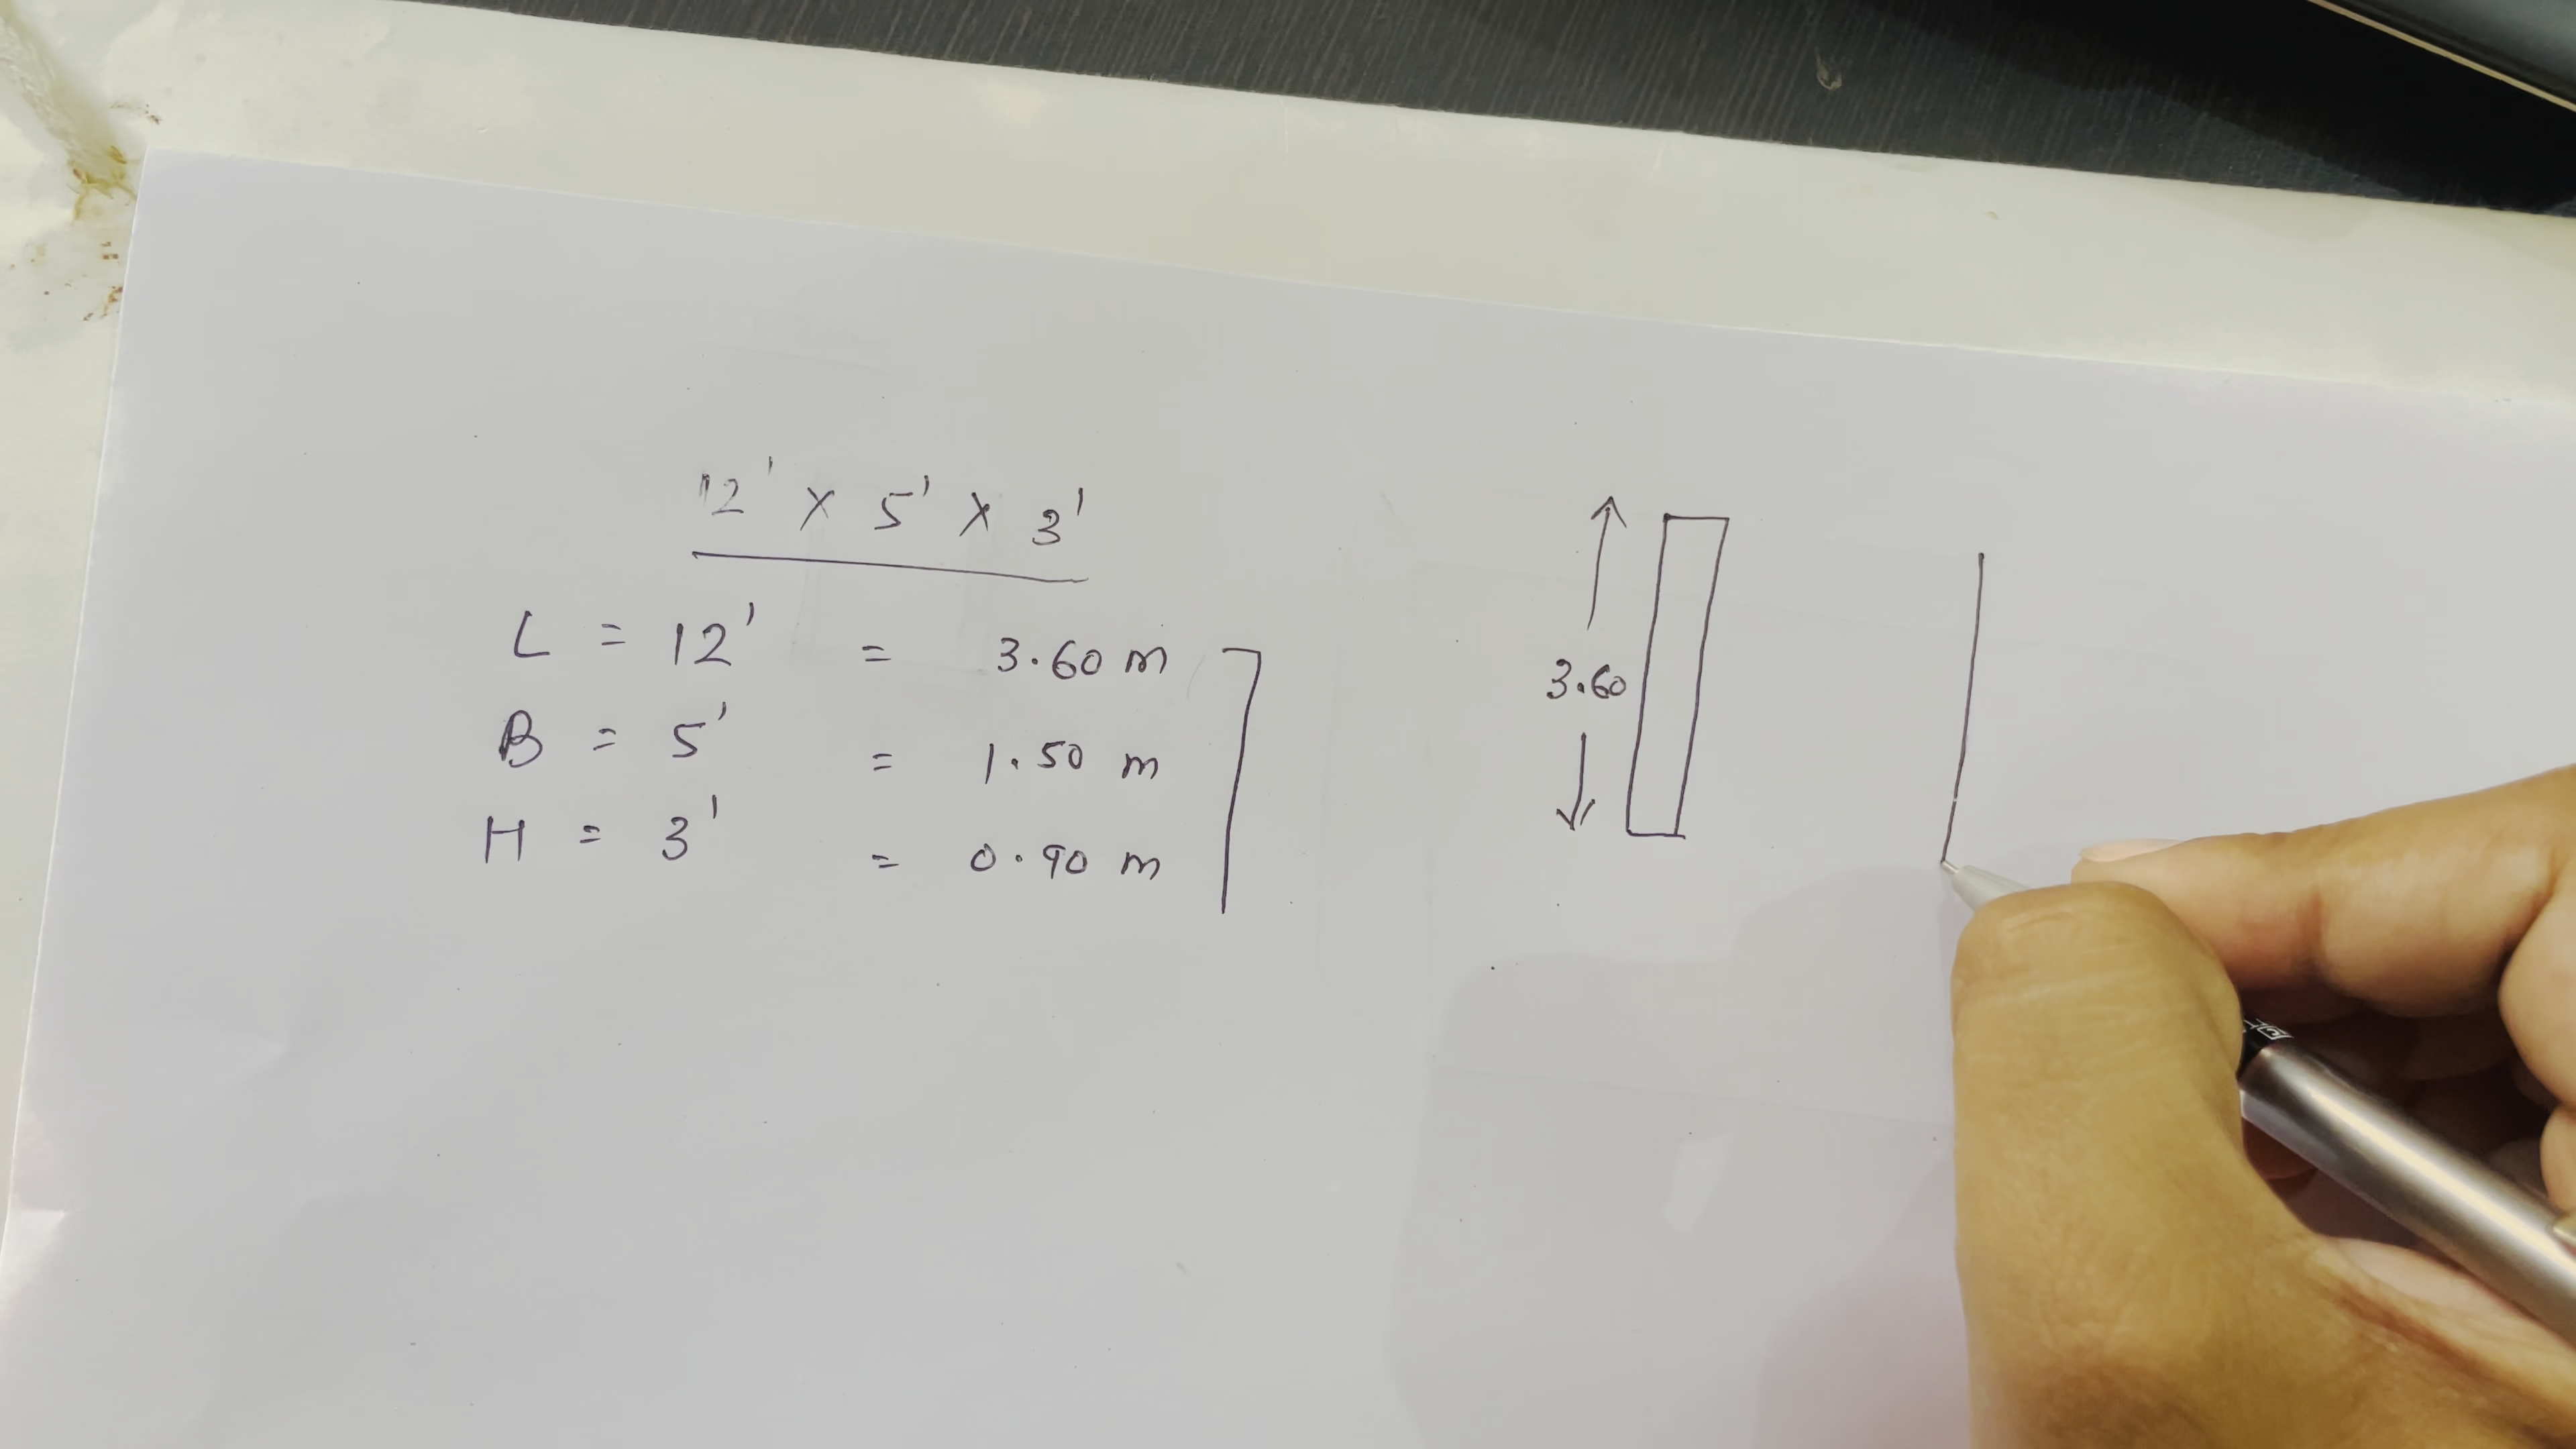 12' X 5' X 3'
L = 12' = 3.60 m
B = 5' = 1.50 m
H = 3' = 0.90 m
3.60